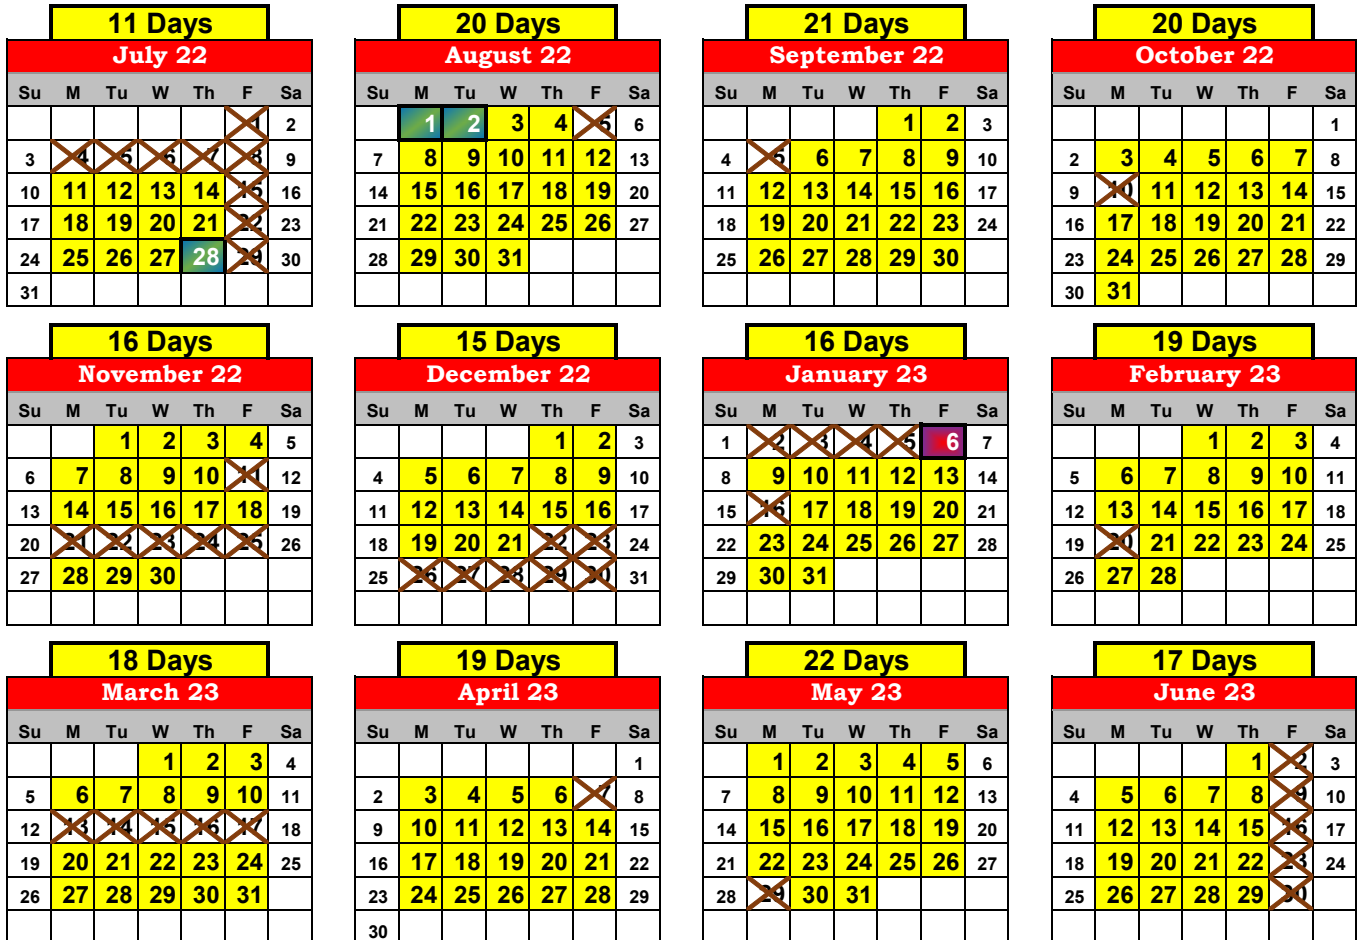 11 Days 20 Days 21 Days 20 Days
July 22 August 22 September 22 October 22
Su M Tu W Th F Sa Su M Tu W Th F Sa Su M Tu W Th F Sa Su M Tu W Th F Sa
1 2 1 2 3 4 5 6 1 2 3 1
3 4 5 6 7 8 9 7 8 9 10 11 12 13 4 5 6 7 8 9 10 2 3 4 5 6 7 8
10 11 12 13 14 15 16 14 15 16 17 18 19 20 11 12 13 14 15 16 17 9 10 11 12 13 14 15
17 18 19 20 21 22 23 21 22 23 24 25 26 27 18 19 20 21 22 23 24 16 17 18 19 20 21 22
24 25 26 27 28 29 30 28 29 30 31 25 26 27 28 29 30 23 24 25 26 27 28 29
31 30 31
16 Days 15 Days 16 Days 19 Days
November 22 December 22 January 23 February 23
Su M Tu W Th F Sa Su M Tu W Th F Sa Su M Tu W Th F Sa Su M Tu W Th F Sa
1 2 3 4 5 1 2 3 1 2 3 4 5 6 7 1 2 3 4
6 7 8 9 10 11 12 4 5 6 7 8 9 10 8 9 10 11 12 13 14 5 6 7 8 9 10 11
13 14 15 16 17 18 19 11 12 13 14 15 16 17 15 16 17 18 19 20 21 12 13 14 15 16 17 18
20 21 22 23 24 25 26 18 19 20 21 22 23 24 22 23 24 25 26 27 28 19 20 21 22 23 24 25
27 28 29 30 25 26 27 28 29 30 31 29 30 31 26 27 28
18 Days 19 Days 22 Days 17 Days
March 23 April 23 May 23 June 23
Su M Tu W Th F Sa Su M Tu W Th F Sa Su M Tu W Th F Sa Su M Tu W Th F Sa
1 2 3 4 1 1 2 3 4 5 6 1 2 3
5 6 7 8 9 10 11 2 3 4 5 6 7 8 7 8 9 10 11 12 13 4 5 6 7 8 9 10
12 13 14 15 16 17 18 9 10 11 12 13 14 15 14 15 16 17 18 19 20 11 12 13 14 15 16 17
19 20 21 22 23 24 25 16 17 18 19 20 21 22 21 22 23 24 25 26 27 18 19 20 21 22 23 24
26 27 28 29 30 31 23 24 25 26 27 28 29 28 29 30 31 25 26 27 28 29 30
30